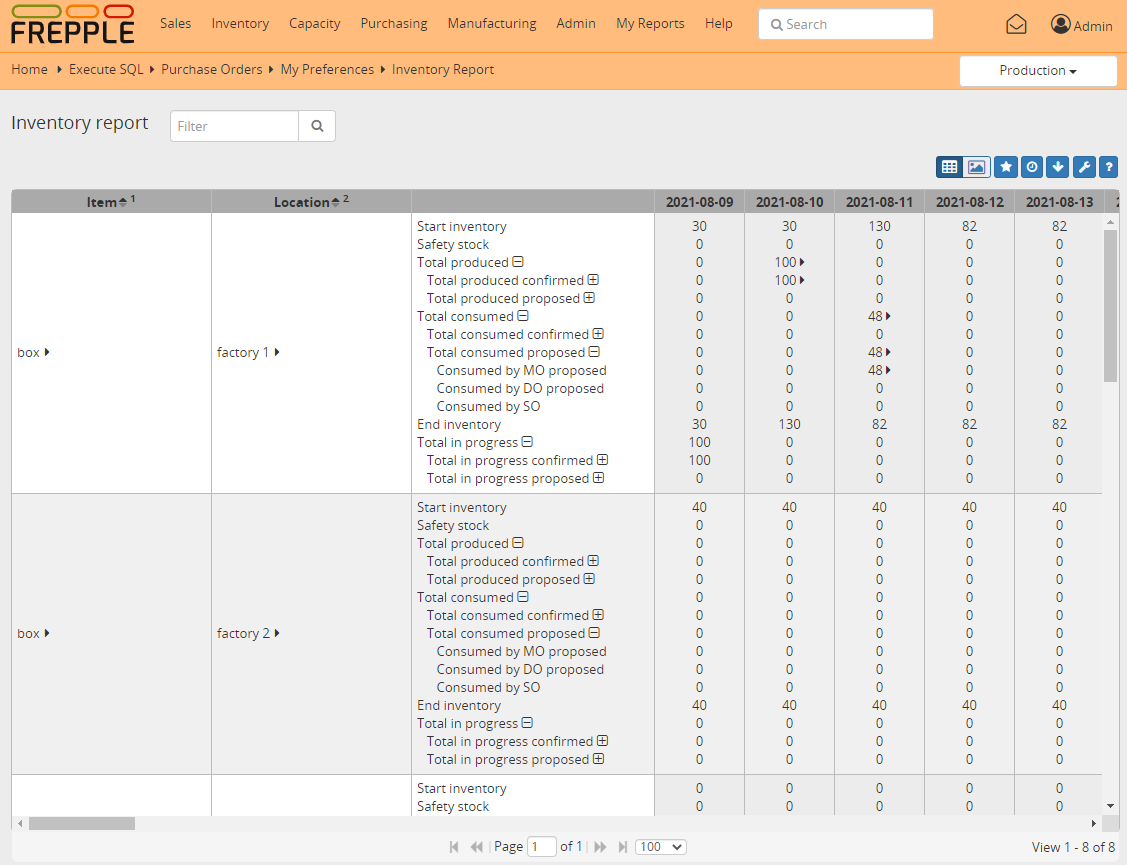 FREPPLE Sales Inventory Capacity Purchasing Manufacturing Admin My Reports Help Search Admin
Home Execute SQL Purchase Orders My Preferences Inventory Report Production
Inventory report Filter
?
Item 1 Location 2 2021-08-09 2021-08-10 2021-08-11 2021-08-12 2021-08-13
Start inventory 30 30 130 82 82
Safety stock 0 0 0 0 0
Total produced 0 100 0 0 0
Total produced confirmed 0 100 0 0 0
Total produced proposed 0 0 0 0 0
Total consumed 0 0 48 0 0
Total consumed confirmed 0 0 0 0 0
box factory 1 Total consumed proposed 0 0 48 0 0
Consumed by MO proposed 0 0 48 0 0
Consumed by DO proposed 0 0 0 0 0
Consumed by SO 0 0 0 0 0
End inventory 30 130 82 82 82
Total in progress 100 0 0 0 0
Total in progress confirmed 100 0 0 0 0
Total in progress proposed 0 0 0 0 0
Start inventory 40 40 40 40 40
Safety stock 0 0 0 0 0
Total produced 0 0 0 0 0
Total produced confirmed 0 0 0 0 0
Total produced proposed 0 0 0 0 0
Total consumed 0 0 0 0 0
Total consumed confirmed 0 0 0 0 0
box factory 2 Total consumed proposed 0 0 0 0 0
Consumed by MO proposed 0 0 0 0 0
Consumed by DO proposed 0 0 0 0 0
Consumed by SO 0 0 0 0 0
End inventory 40 40 40 40 40
Total in progress 0 0 0 0 0
Total in progress confirmed 0 0 0 0 0
Total in progress proposed 0 0 0 0 0
Start inventory 0 0 0 0 0
Safety stock 0 0 0 0 0
Page 1 of 1 100 View 1 - 8 of 8